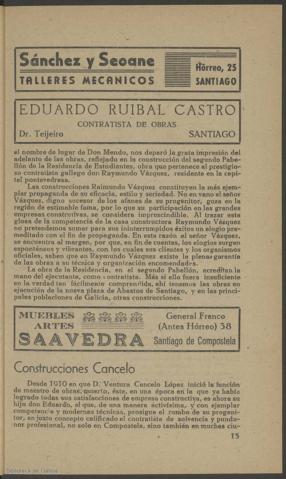 Sánchez y Seoane
TALLERES MECANICOS
Hórreo, 25
SANTIAGO
EDUARDO RUIBAL CASTRO
CONTRATISTA DE OBRAS
Dr. Teijeiro
SANTIAGO
el nombre de lugar de Don Mendo, nos deparó la grata impresión del
adelanto de las obras, reflejada en la construcción del segundo Pabe-
llón de la Residencia de Estudiantes, obra que pertenece al prestigio-
so contratista gallego don Raymundo Vázquez, residente en la capi-
tal pontevedresa.
Las construcciones Raimundo Vázquez constituyen la más ejem-
plar propaganda de su eficacia, estilo y seriedad. No en vano el señor
Vázquez, digno sucesor de los afanes de su progenitor, goza en la
región de estimable fama, por lo que su participación en las grandes
empresas constructivas, se considera imprescindible. Al trazar esta
glosa de la competencia de la casa constructora Raymundo Vázquez
no pretendemos sumar para sus ininterrumpidos éxitos un elogio pre-
meditado con el fin de propaganda. En esta razón al señor Vázquez,
se encuentra al margen, por que, es fin de cuentas, los elogios surgen
espontáneos y vibrantes, con los cuales sus clientes y los organismos
oficiales, saben que en Raymundo Vázquez existe la plena garantía
de las obras a su técnica y organización encomendadas.
La obra de la Residencia, en el segundo Pabellón, acreditan la
mano del ejecutante, como contratista. Más si ello fuera insuficiente
en la verdad tan fácilmente comprendida, ahí tenemos las obras en
ejecución de la nueva plaza de Abastos de Santiago, y en las princi-
pales poblaciones de Galicia, otras construcciones.
MUEBLES
ARTES
SAAVEDRA
General Franco
(Antes Hórreo) 38
Santiago de Compostela
Construcciones Cancelo
Desde 1910 en que D. Ventura Cancelo López inició la función
de maestro de obras, quarto, éste, en una época en la que ya había
logrado todas sus satisfacciones de empresa constructiva, es ahora su
hijo don Eduardo, el que, de una manera activísima, y con ejemplar
competencia y modernas técnicas, prosigue el rumbo de su progeni-
tor, en justo concepto calificado el contratista de solvencia y pundo-
nor profesional, no solo en Compostela, sino también en muchas ciu-
15
Biblioteca de Galicia